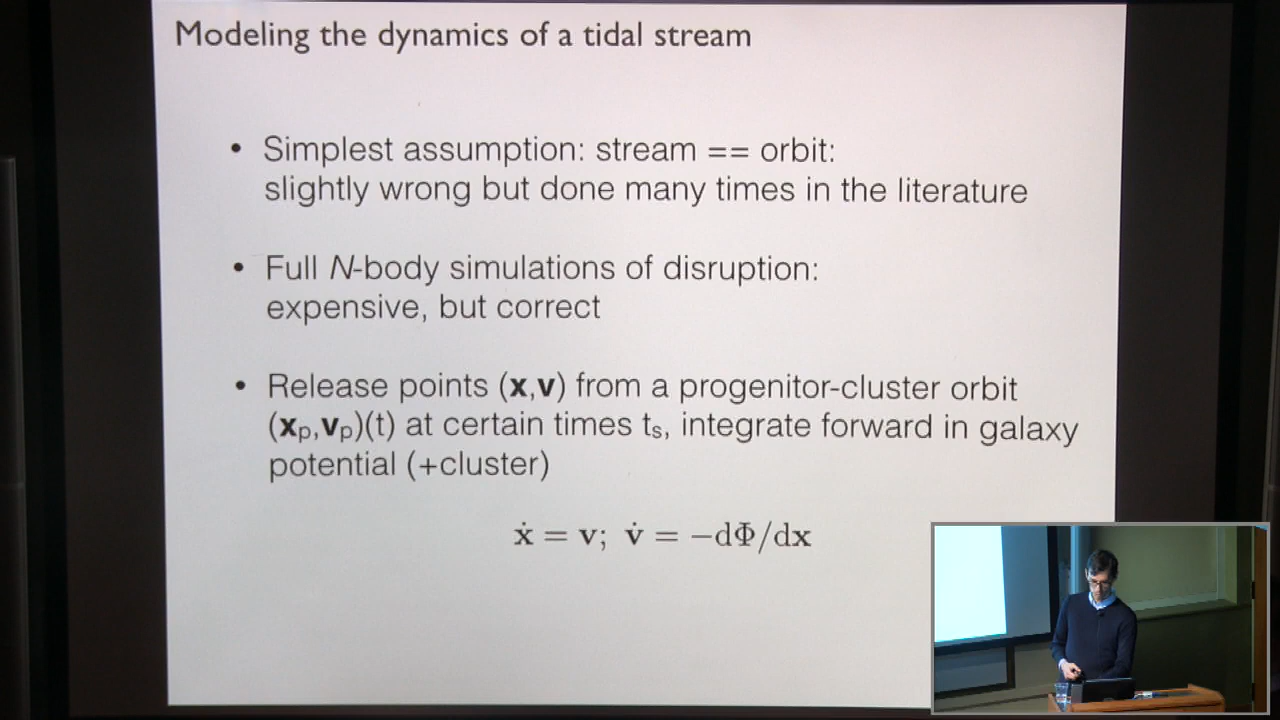 Modeling the dynamics of a tidal stream
• Simplest assumption: stream == orbit:
slightly wrong but done many times in the literature
• Full N-body simulations of disruption:
expensive, but correct
• Release points (x,v) from a progenitor-cluster orbit
(xₚ,vₚ)(t) at certain times tₛ, integrate forward in galaxy
potential (+cluster)
ẋ = v; v̇ = −dΦ/dx